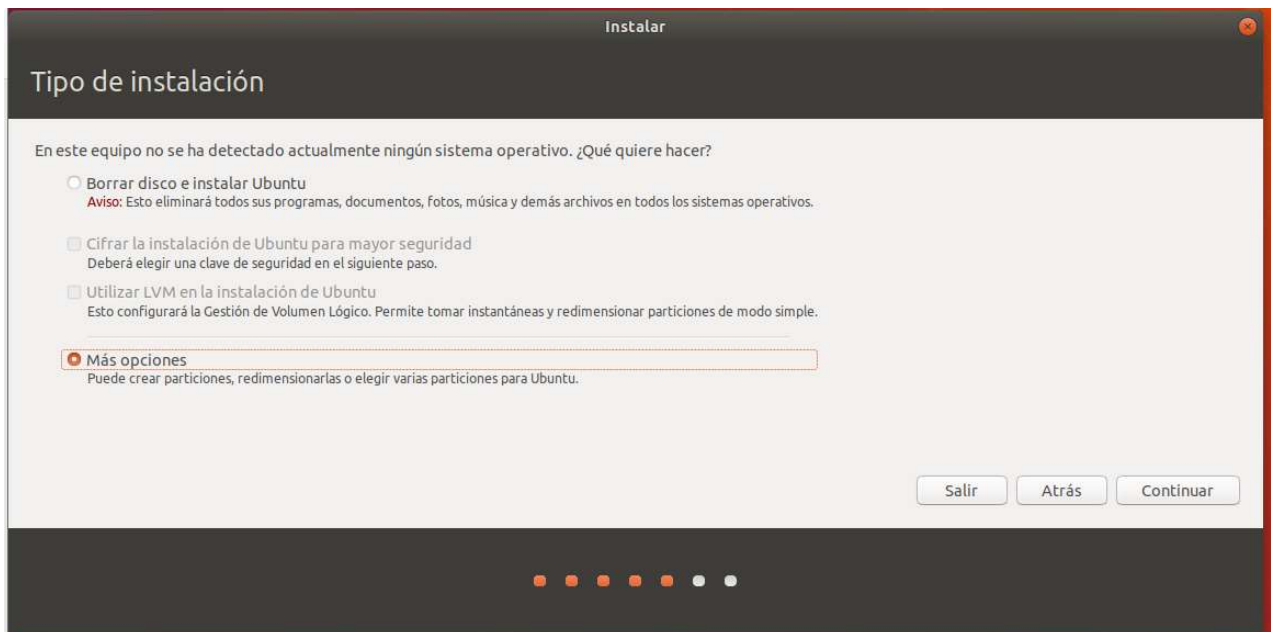 Instalar
Tipo de instalación
En este equipo no se ha detectado actualmente ningún sistema operativo. ¿Qué quiere hacer?
Borrar disco e instalar Ubuntu
Aviso: Esto eliminará todos sus programas, documentos, fotos, música y demás archivos en todos los sistemas operativos.
Cifrar la instalación de Ubuntu para mayor seguridad
Deberá elegir una clave de seguridad en el siguiente paso.
Utilizar LVM en la instalación de Ubuntu
Esto configurará la Gestión de Volumen Lógico. Permite tomar instantáneas y redimensionar particiones de modo simple.
Más opciones
Puede crear particiones, redimensionarlas o elegir varias particiones para Ubuntu.
Salir Atrás Continuar